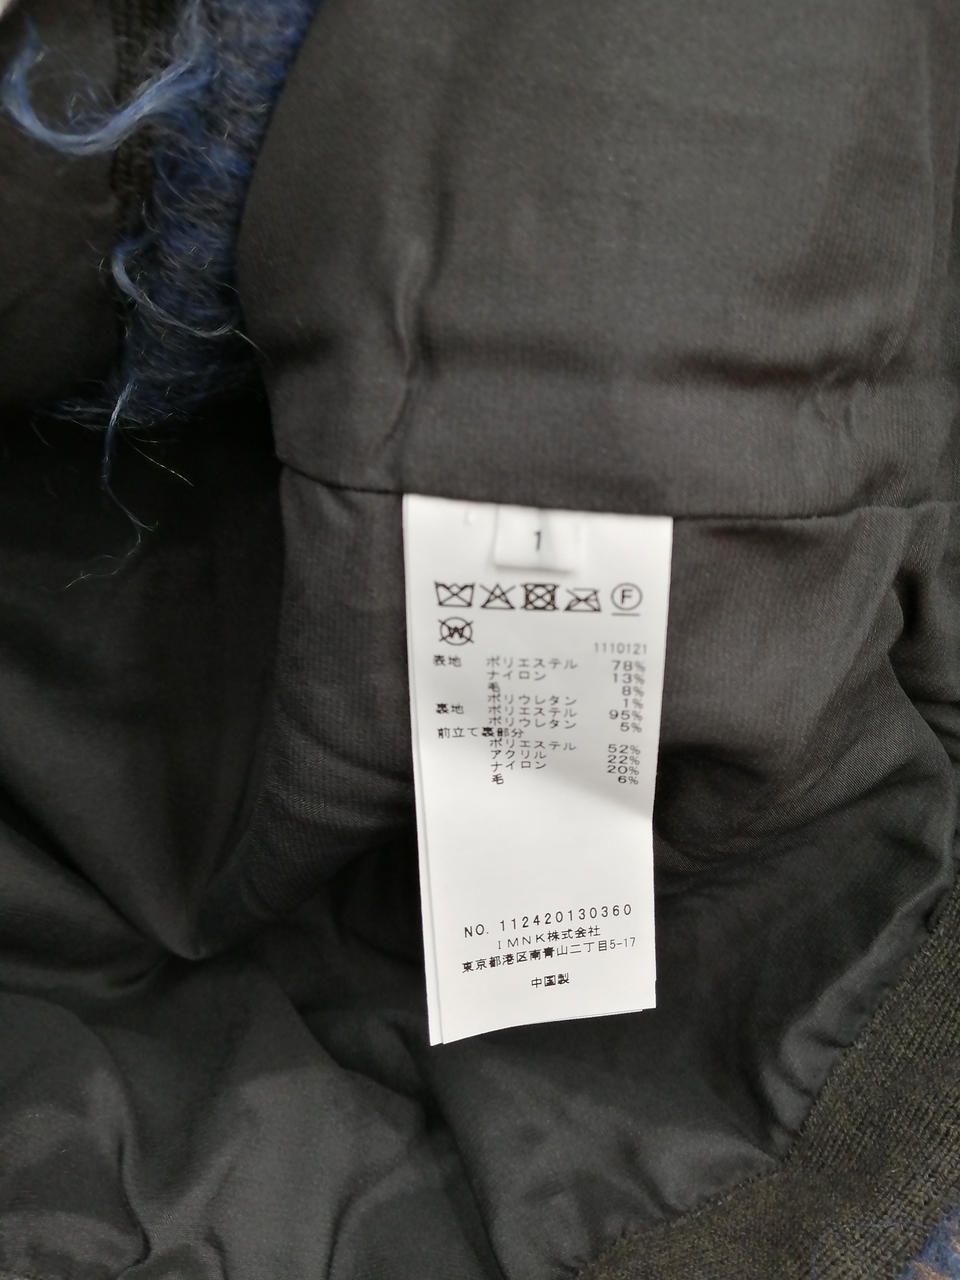 1
F
W
1110121
表地 ポリエステル 78%
ナイロン 13%
毛 8%
ポリウレタン 1%
裏地 ポリエステル 95%
ポリウレタン 5%
前立て裏部分
ポリエステル 52%
アクリル 22%
ナイロン 20%
毛 6%
NO. 112420130360
IMNK株式会社
東京都港区南青山二丁目5-17
中国製